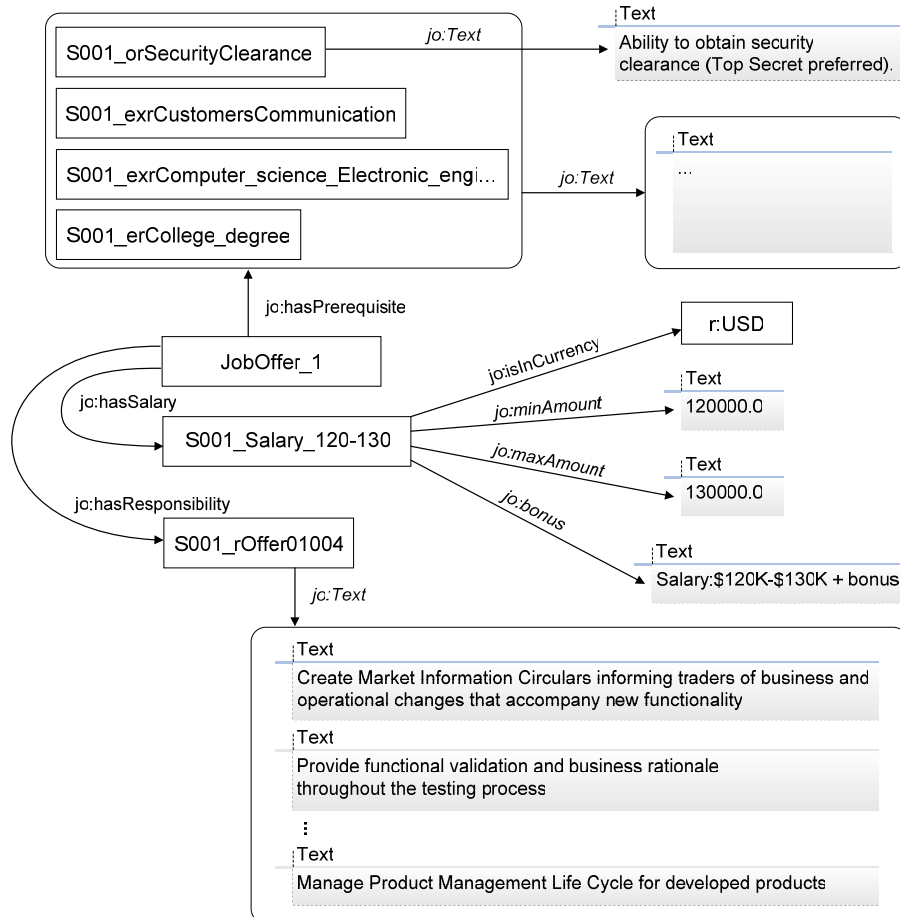 S001_orSecurityClearance
jo:Text
Text
Ability to obtain security
clearance (Top Secret preferred).
S001_exrCustomersCommunication
S001_exrComputer_science_Electronic_engi...
S001_erCollege_degree
jo:Text
Text
...
jo:hasPrerequisite
JobOffer_1
jo:hasSalary
S001_Salary_120-130
jo:isInCurrency
r:USD
jo:minAmount
Text
120000.0
jo:maxAmount
Text
130000.0
jo:bonus
Text
Salary:$120K-$130K + bonus
jo:hasResponsibility
S001_rOffer01004
jo:Text
Text
Create Market Information Circulars informing traders of business and
operational changes that accompany new functionality
Text
Provide functional validation and business rationale
throughout the testing process
Text
Manage Product Management Life Cycle for developed products